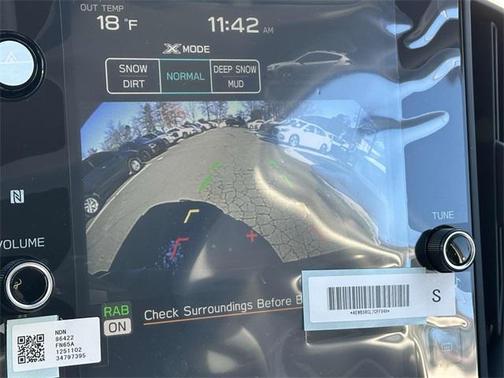 OUT TEMP
18 °F
11:42 AM
X MODE
SNOW
DIRT
NORMAL
DEEP SNOW
MUD
N
VOLUME
TUNE
S
RAB
ON
Check Surroundings Before B
NDN
86422
FN65A
1251102
34797395